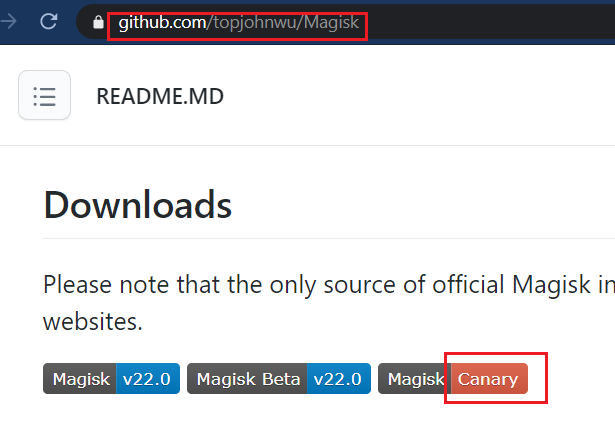 github.com/topjohnwu/Magisk
README.MD
Downloads
Please note that the only source of official Magisk in
websites.
Magisk v22.0 Magisk Beta v22.0 Magisk Canary